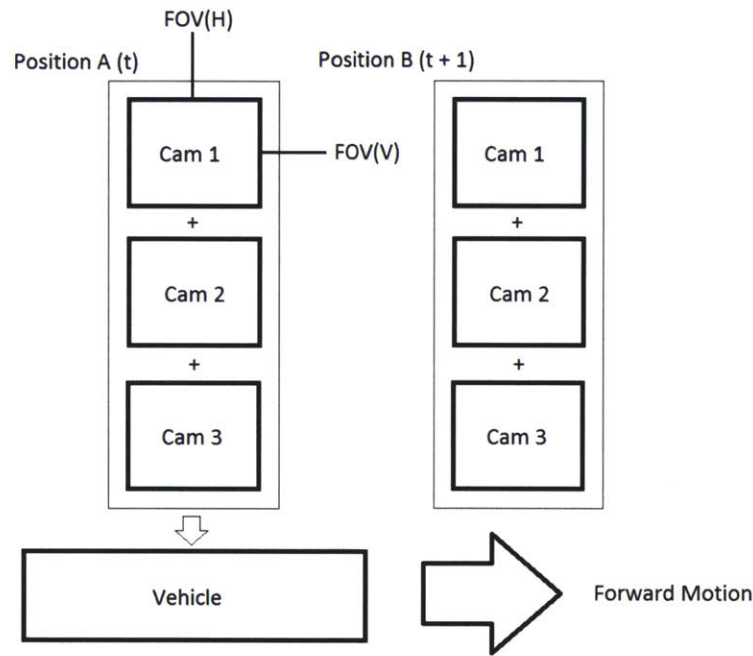 FOV(H)
Position A (t)
Position B (t + 1)
Cam 1
FOV(V)
Cam 1
+
+
Cam 2
Cam 2
+
+
Cam 3
Cam 3
Vehicle
Forward Motion